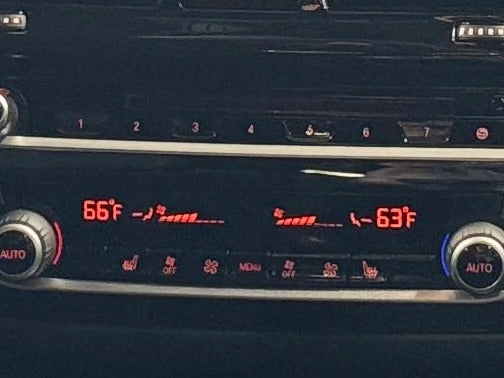 1 2 3 4 5 6 7
66°F 63°F
AUTO OFF MENU OFF AUTO